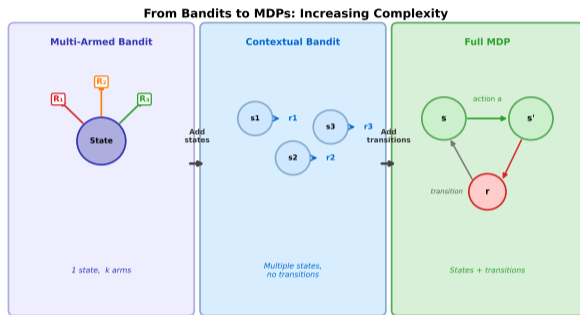 From Bandits to MDPs: Increasing Complexity
Multi-Armed Bandit
R₁
R₂
R₃
State
1 state, k arms
Add
states
Contextual Bandit
s1
r1
s3
r3
s2
r2
Multiple states,
no transitions
Add
transitions
Full MDP
action a
s
s'
transition
r
States + transitions